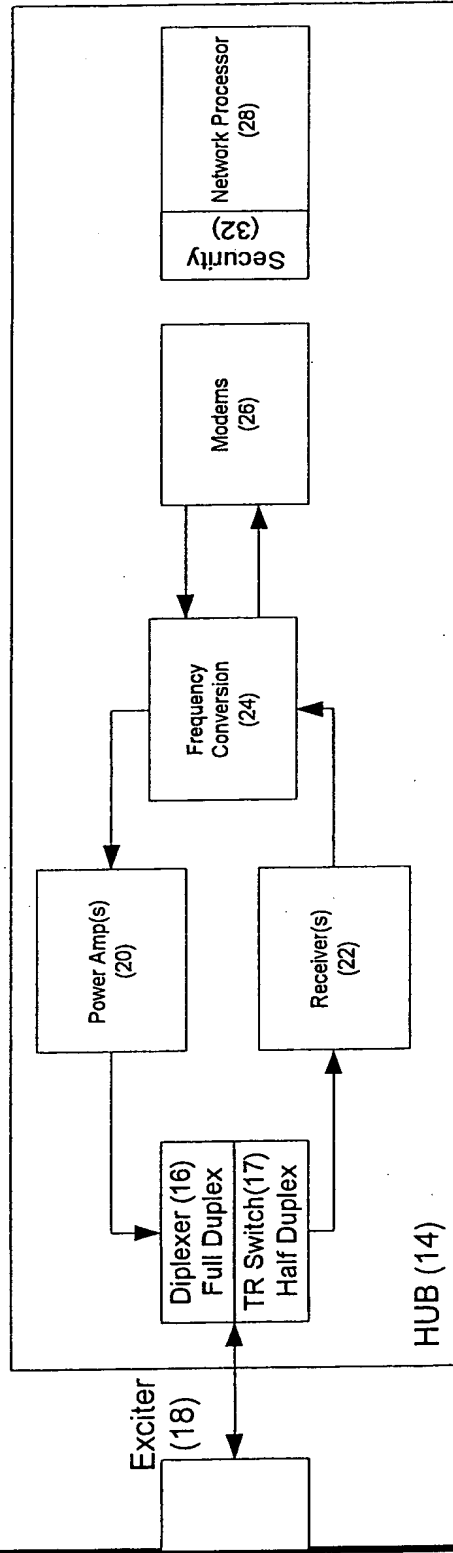 Exciter
(18)
Diplexer (16)
Full Duplex
TR Switch(17)
Half Duplex
Power Amp(s)
(20)
Receiver(s)
(22)
Frequency
Conversion
(24)
Modems
(26)
Security
(32)
Network Processor
(28)
HUB (14)